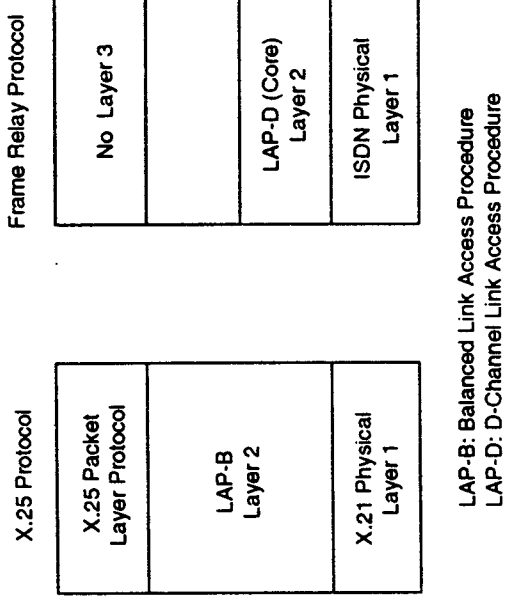 X.25 Protocol
X.25 Packet
Layer Protocol
LAP-B
Layer 2
X.21 Physical
Layer 1
Frame Relay Protocol
No Layer 3
LAP-D (Core)
Layer 2
ISDN Physical
Layer 1
LAP-B: Balanced Link Access Procedure
LAP-D: D-Channel Link Access Procedure